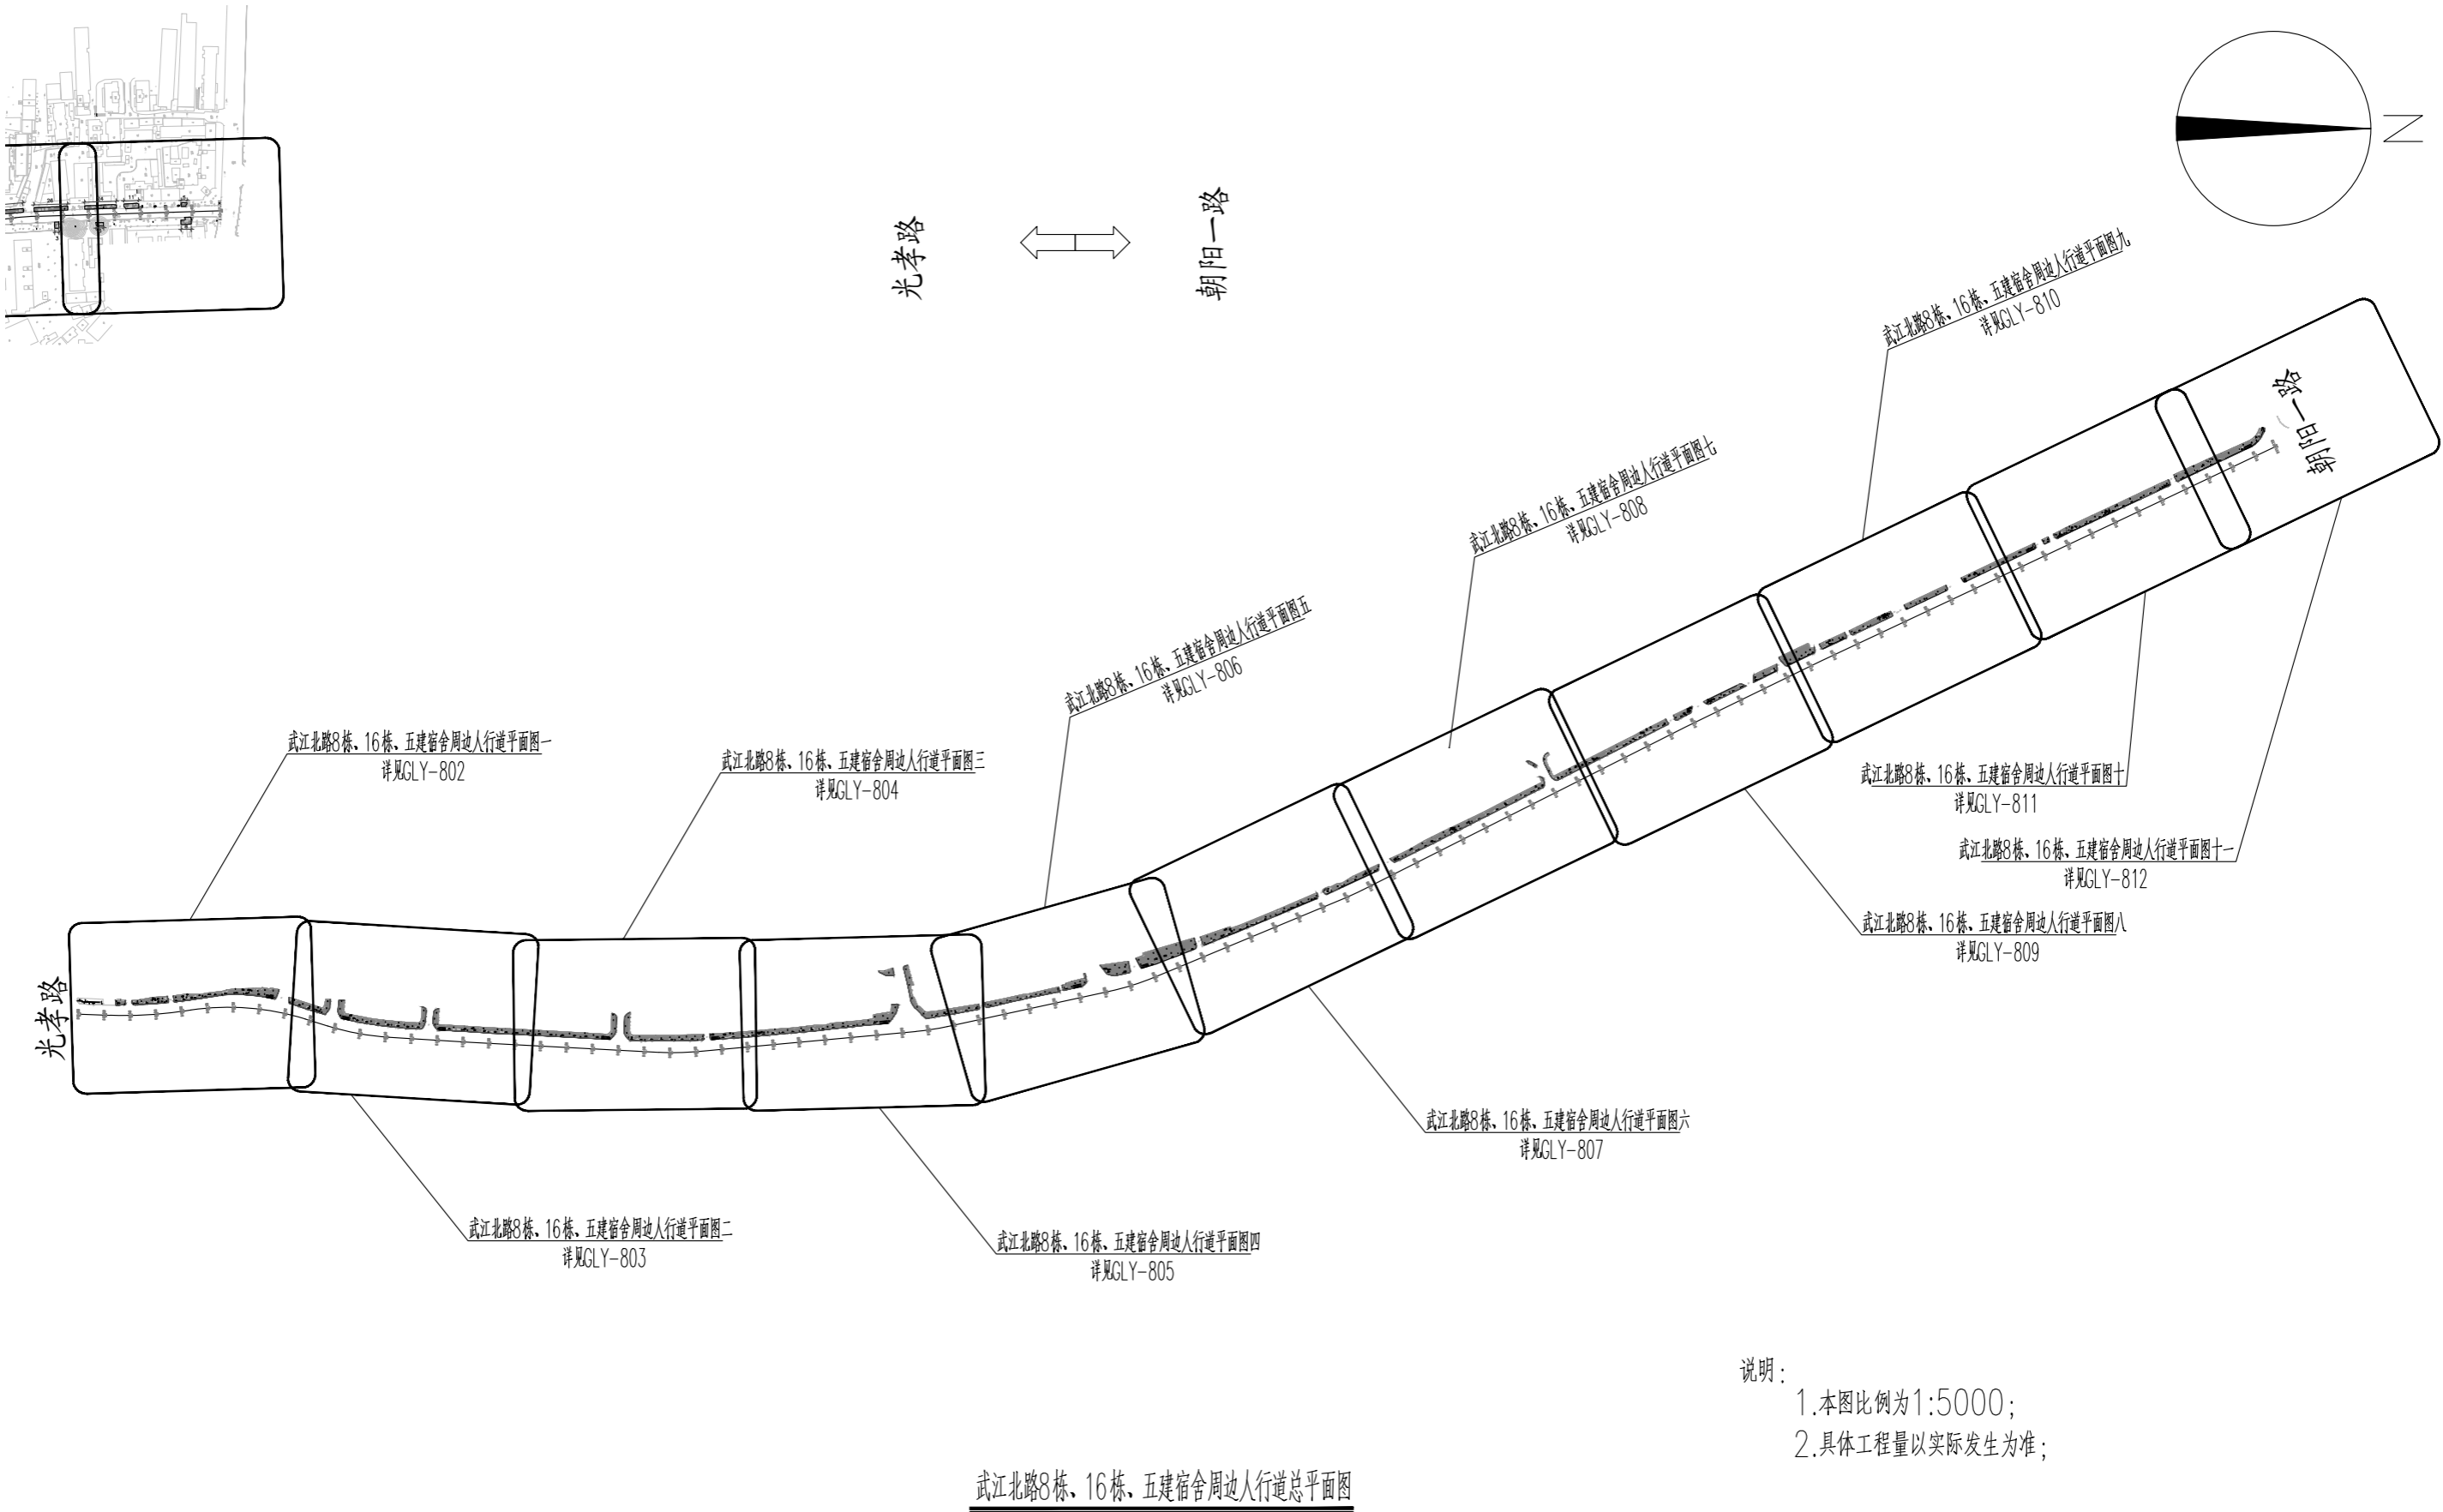 N
光孝路
朝阳一路
武江北路8栋、16栋、五建宿舍周边人行道平面图九
详见GLY-810
朝阳一路
武江北路8栋、16栋、五建宿舍周边人行道平面图七
详见GLY-808
武江北路8栋、16栋、五建宿舍周边人行道平面图五
详见GLY-806
武江北路8栋、16栋、五建宿舍周边人行道平面图一
详见GLY-802
武江北路8栋、16栋、五建宿舍周边人行道平面图三
详见GLY-804
武江北路8栋、16栋、五建宿舍周边人行道平面图十
详见GLY-811
武江北路8栋、16栋、五建宿舍周边人行道平面图十一
详见GLY-812
武江北路8栋、16栋、五建宿舍周边人行道平面图八
详见GLY-809
光孝路
武江北路8栋、16栋、五建宿舍周边人行道平面图六
详见GLY-807
武江北路8栋、16栋、五建宿舍周边人行道平面图二
详见GLY-803
武江北路8栋、16栋、五建宿舍周边人行道平面图四
详见GLY-805
说明：
1.本图比例为1:5000；
2.具体工程量以实际发生为准；
武江北路8栋、16栋、五建宿舍周边人行道总平面图